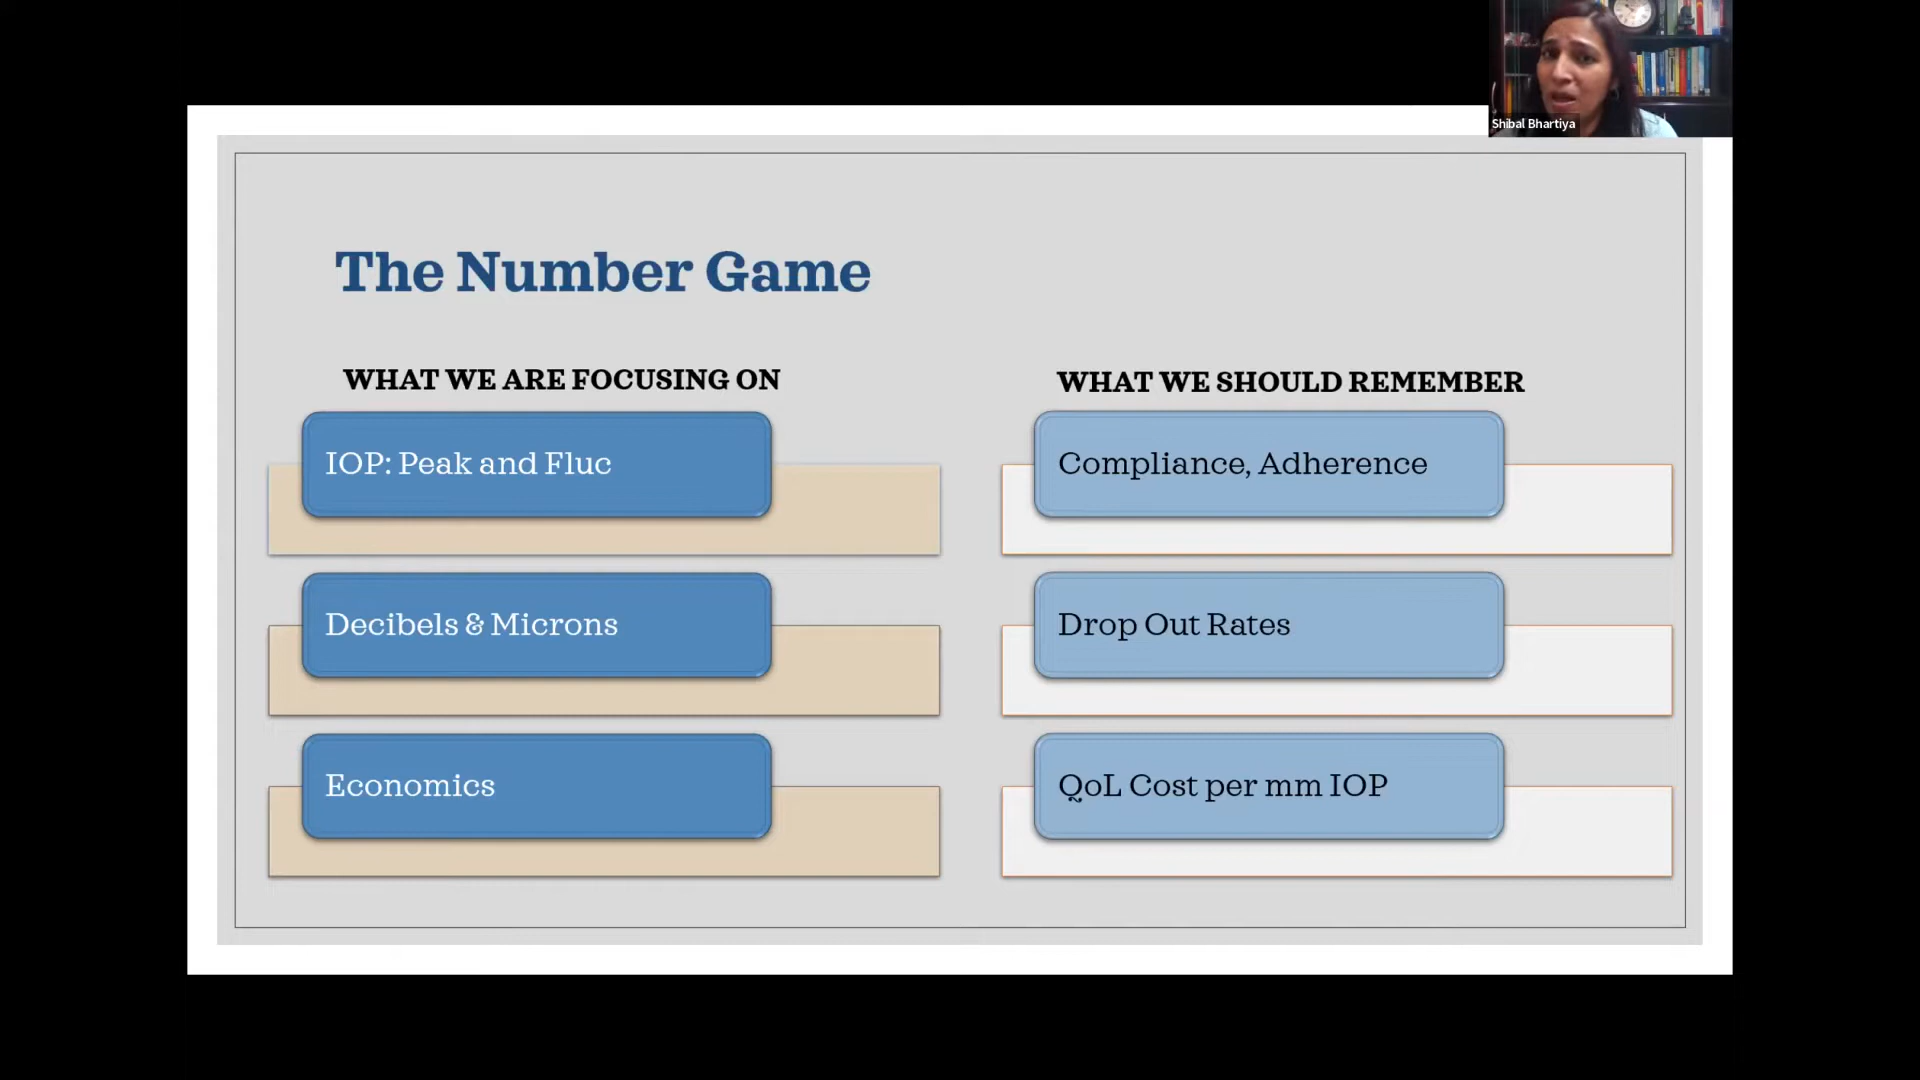 Shibal Bhartiya
The Number Game
WHAT WE ARE FOCUSING ON
IOP: Peak and Fluc
Decibels & Microns
Economics
WHAT WE SHOULD REMEMBER
Compliance, Adherence
Drop Out Rates
QoL Cost per mm IOP